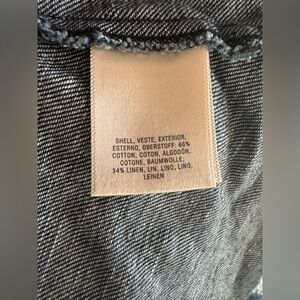 SHELL, VESTE, EXTERIOR,
ESTERNO, OBERSTOFF: 66%
COTTON, COTON, ALGODÓN,
COTONE, BAUMWOLLE;
34% LINEN, LIN, LINO, LINO,
LEINEN